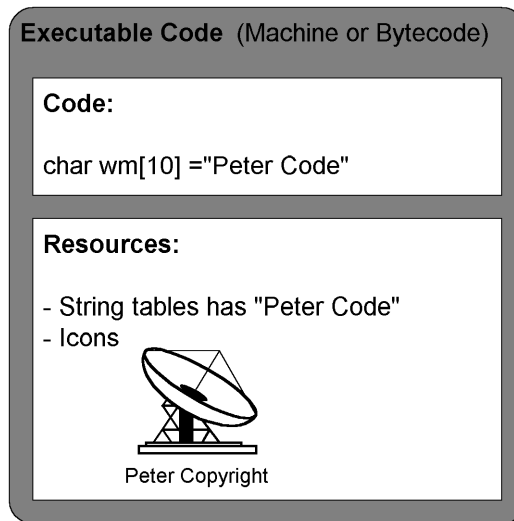 Executable Code (Machine or Bytecode)
Code:
char wm[10] ="Peter Code"
Resources:
- String tables has "Peter Code"
- Icons
Peter Copyright